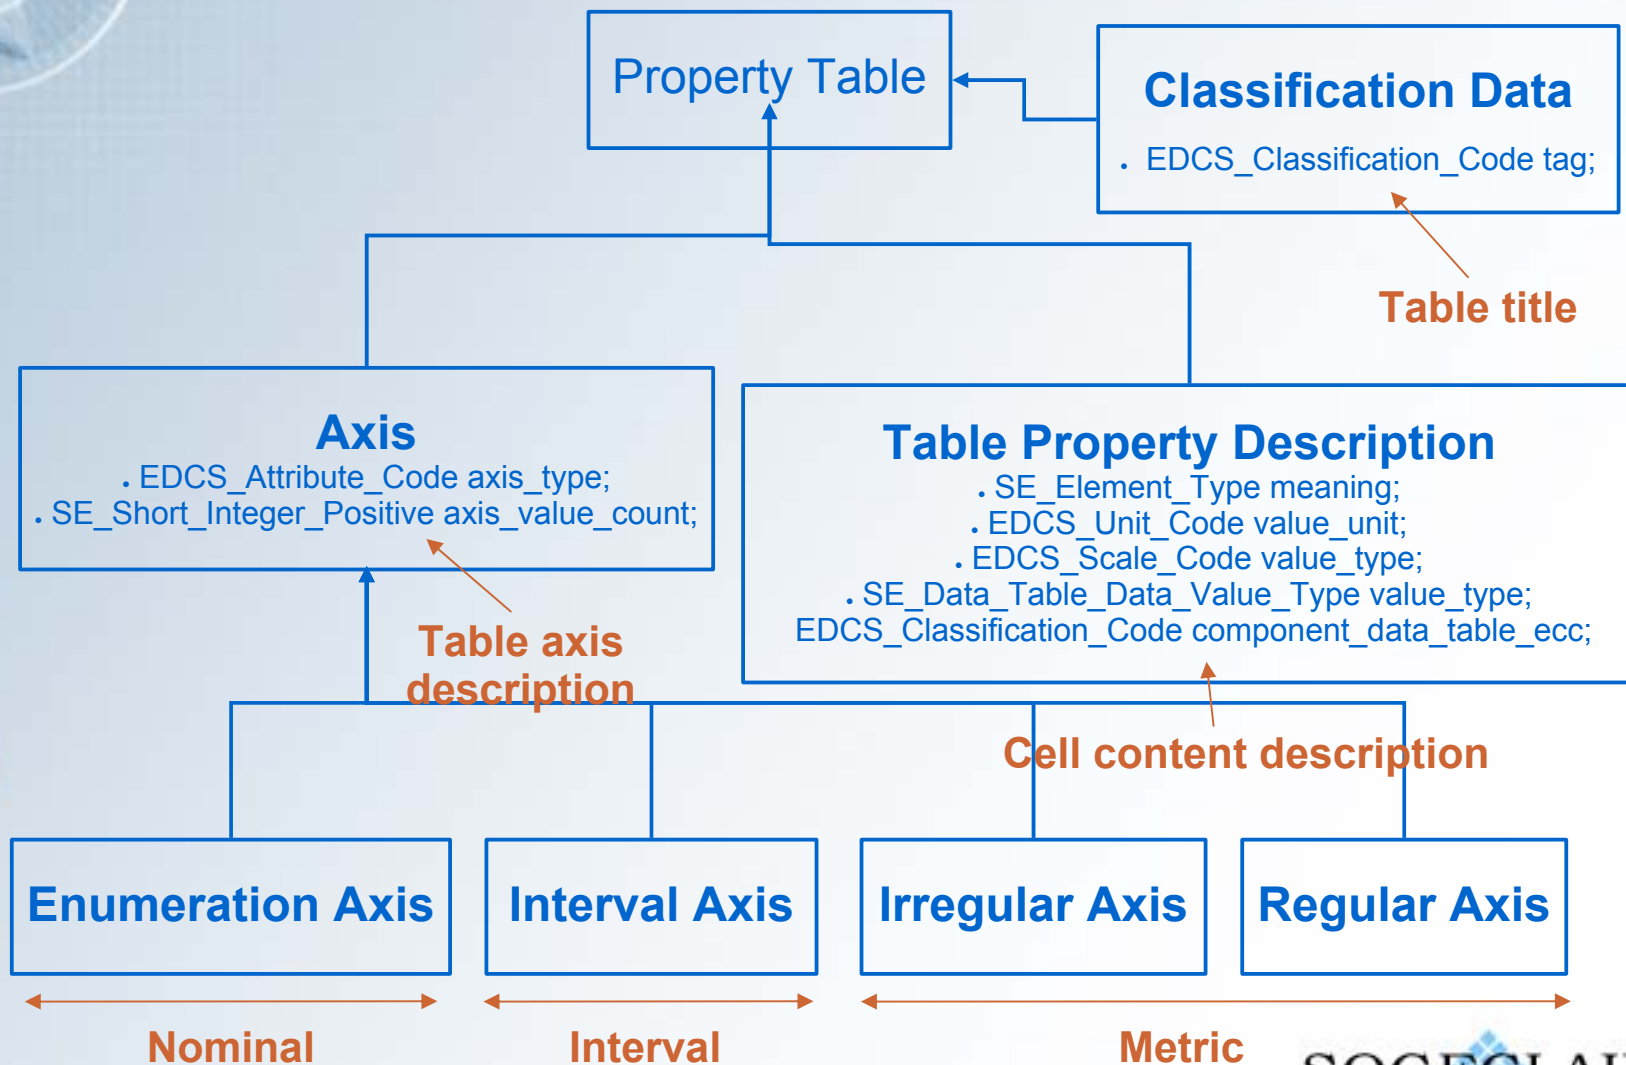 Property Table
Classification Data
. EDCS_Classification_Code tag;
Table title
Axis
. EDCS_Attribute_Code axis_type;
. SE_Short_Integer_Positive axis_value_count;
Table Property Description
. SE_Element_Type meaning;
. EDCS_Unit_Code value_unit;
. EDCS_Scale_Code value_type;
. SE_Data_Table_Data_Value_Type value_type;
EDCS_Classification_Code component_data_table_ecc;
Table axis
description
Cell content description
Enumeration Axis
Interval Axis
Irregular Axis
Regular Axis
Nominal
Interval
Metric